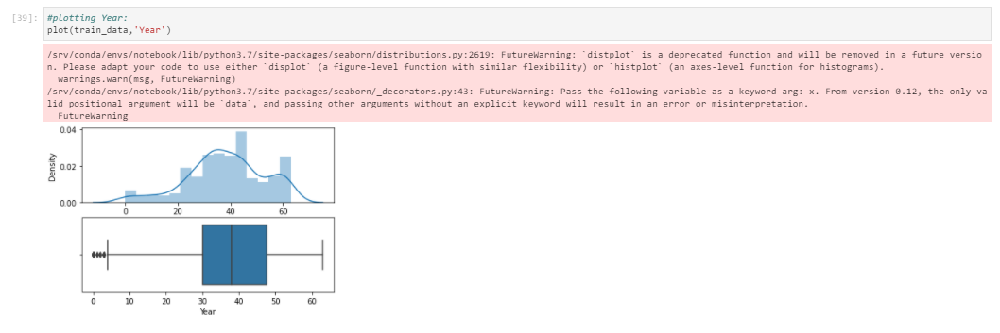 [39]: #plotting Year:
plot(train_data,'Year')
/srv/conda/envs/notebook/lib/python3.7/site-packages/seaborn/distributions.py:2619: FutureWarning: `distplot` is a deprecated function and will be removed in a future versio
n. Please adapt your code to use either `displot` (a figure-level function with similar flexibility) or `histplot` (an axes-level function for histograms).
  warnings.warn(msg, FutureWarning)
/srv/conda/envs/notebook/lib/python3.7/site-packages/seaborn/_decorators.py:43: FutureWarning: Pass the following variable as a keyword arg: x. From version 0.12, the only va
lid positional argument will be `data`, and passing other arguments without an explicit keyword will result in an error or misinterpretation.
  FutureWarning
0.04
0.02
0.00
Density
0 20 40 60
0 10 20 30 40 50 60
Year